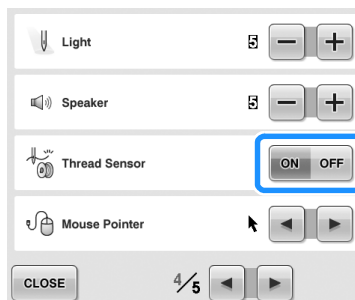 Light 5 − +
Speaker 5 − +
Thread Sensor ON OFF
Mouse Pointer
CLOSE 4/5